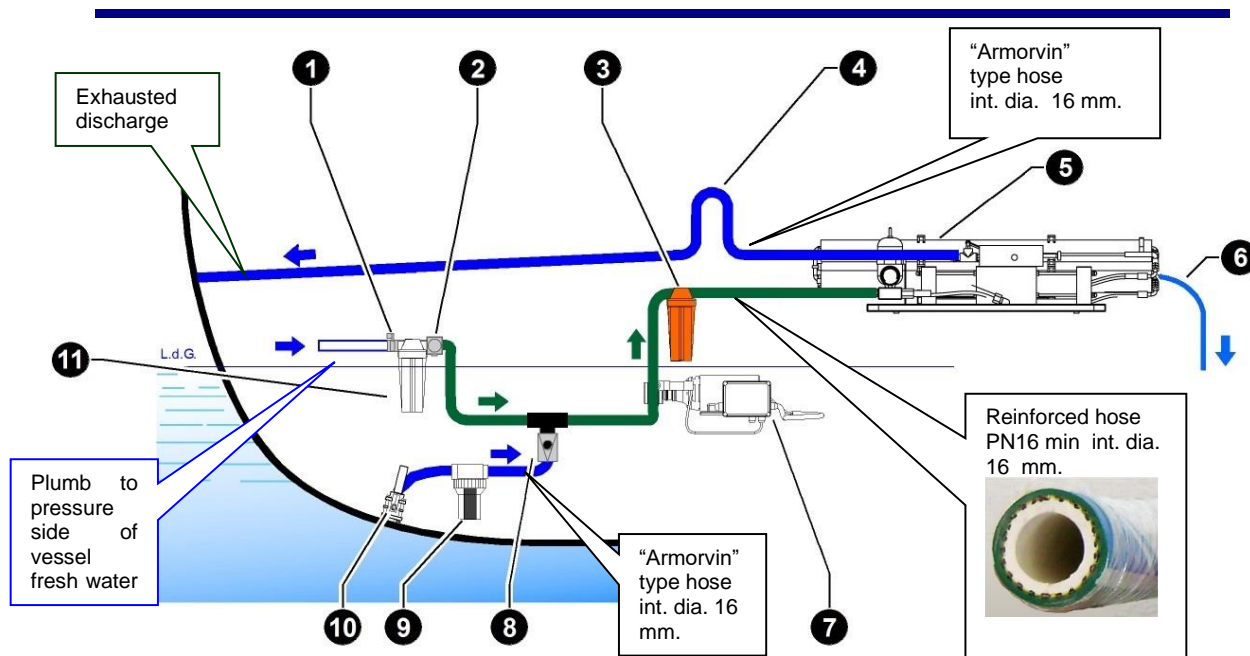 1
2
3
4
“Armorvin”
type hose
int. dia. 16 mm.
Exhausted
discharge
5
6
L.d.G.
11
Reinforced hose
PN16 min int. dia.
16 mm.
Plumb to
pressure
side of
vessel
fresh water
“Armorvin”
type hose
int. dia. 16
mm.
10
9
8
7